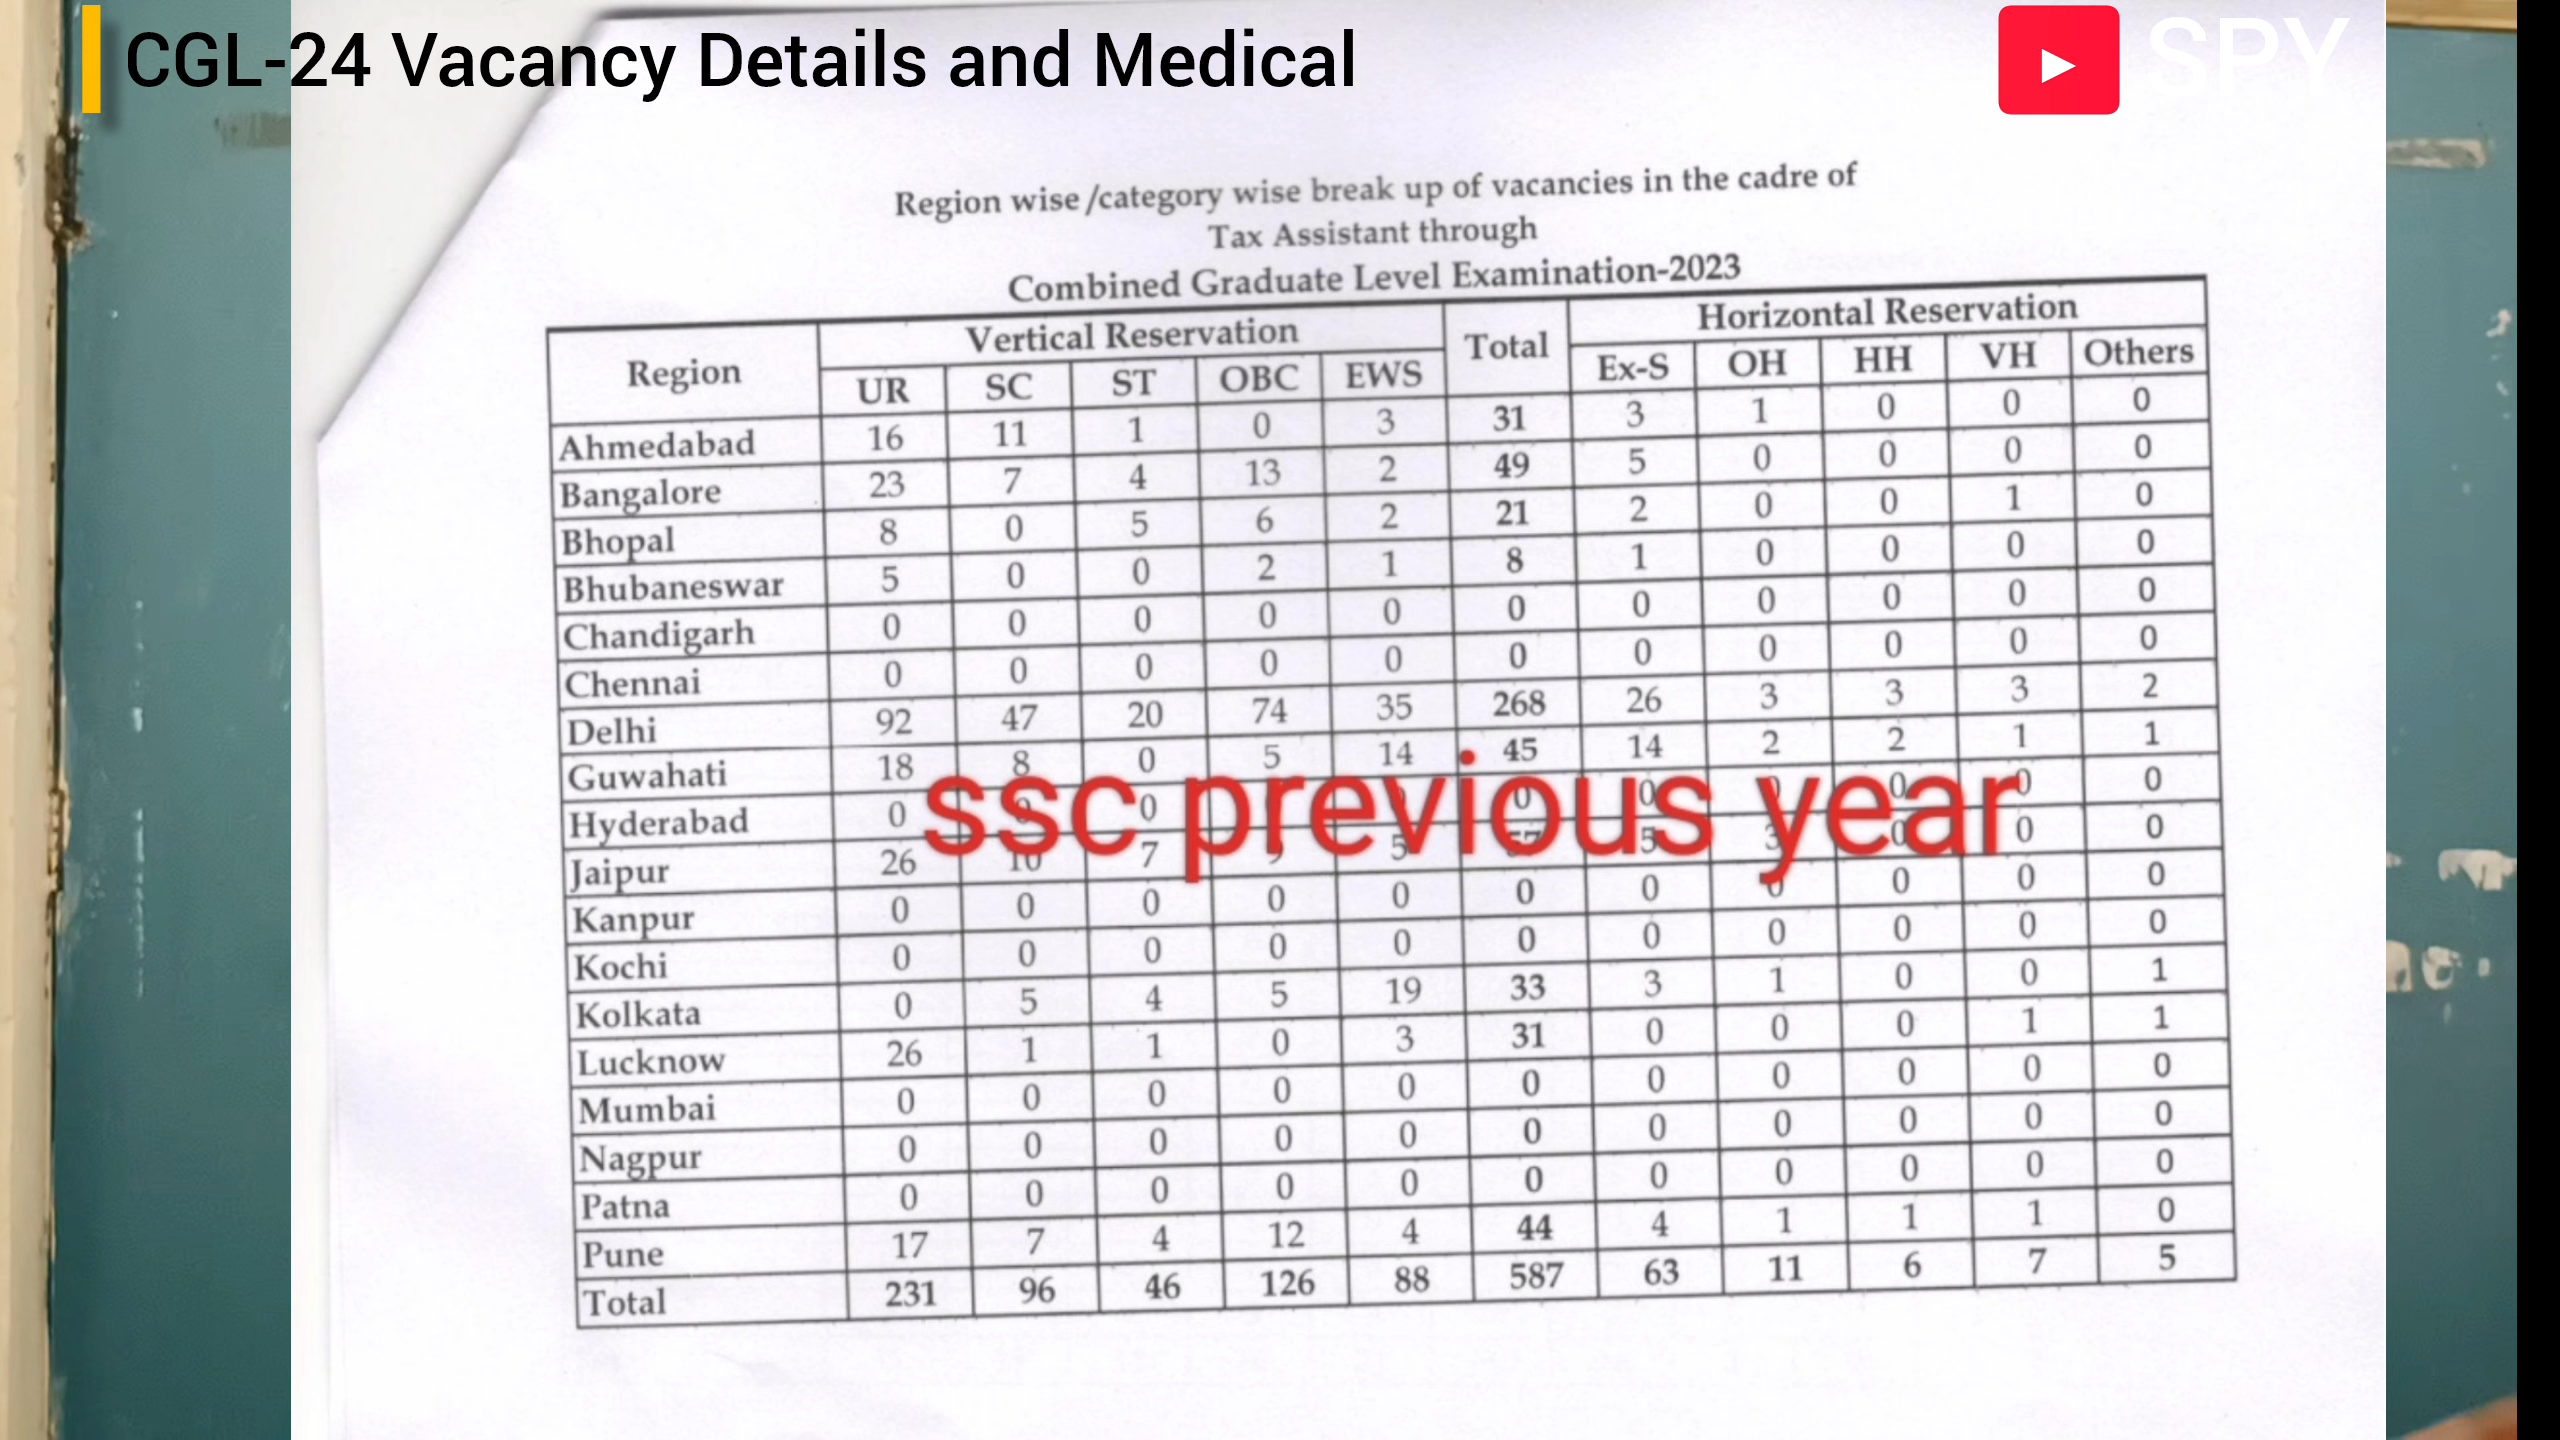 CGL-24 Vacancy Details and Medical
SPY
Region wise /category wise break up of vacancies in the cadre of
Tax Assistant through
Combined Graduate Level Examination-2023
Region Vertical Reservation Total Horizontal Reservation
UR SC ST OBC EWS Ex-S OH HH VH Others
Ahmedabad 16 11 1 0 3 31 3 1 0 0 0
Bangalore 23 7 4 13 2 49 5 0 0 0 0
Bhopal 8 0 5 6 2 21 2 0 0 1 0
Bhubaneswar 5 0 0 2 1 8 1 0 0 0 0
Chandigarh 0 0 0 0 0 0 0 0 0 0 0
Chennai 0 0 0 0 0 0 0 0 0 0 0
Delhi 92 47 20 74 35 268 26 3 3 3 2
Guwahati 18 8 0 5 14 45 14 2 2 1 1
Hyderabad 0 0 0 0 0 0 0 0 0
ssc previous year
Jaipur 26 10 7 9 5 57 5 3 0 0 0
Kanpur 0 0 0 0 0 0 0 0 0 0 0
Kochi 0 0 0 0 0 0 0 0 0 0 0
Kolkata 0 5 4 5 19 33 3 1 0 0 1
Lucknow 26 1 1 0 3 31 0 0 0 1 1
Mumbai 0 0 0 0 0 0 0 0 0 0 0
Nagpur 0 0 0 0 0 0 0 0 0 0 0
Patna 0 0 0 0 0 0 0 0 0 0 0
Pune 17 7 4 12 4 44 4 1 1 1 0
Total 231 96 46 126 88 587 63 11 6 7 5